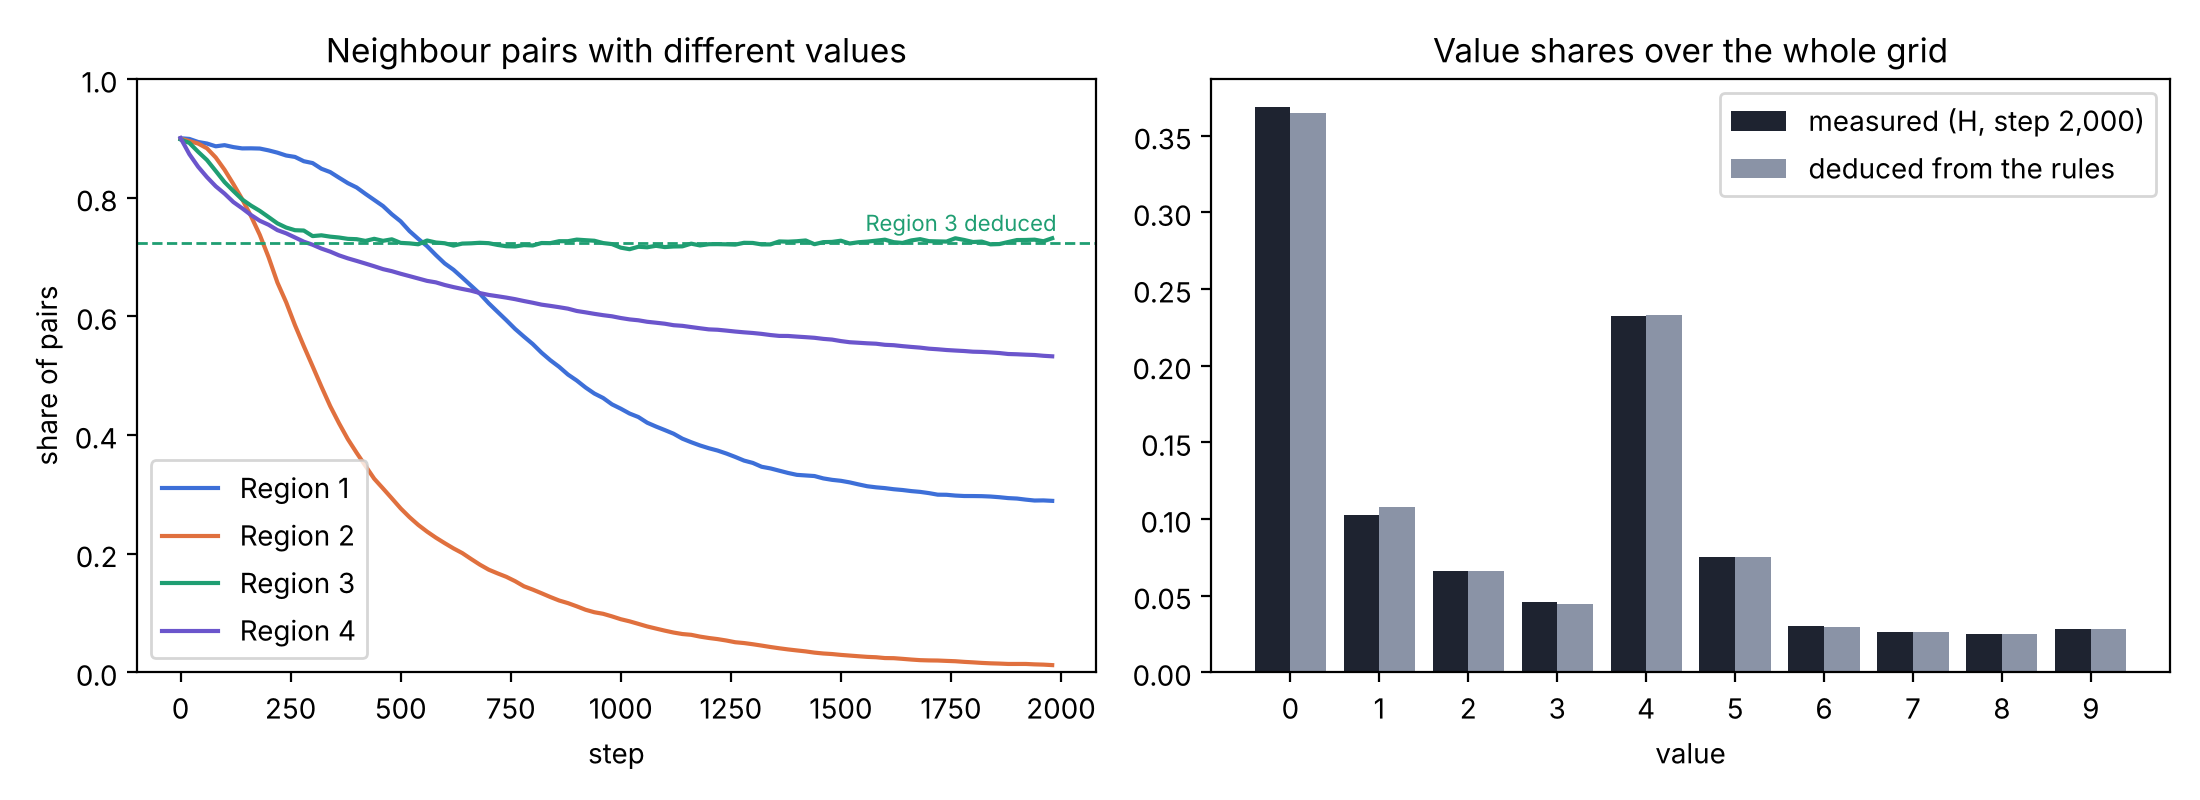 Neighbour pairs with different values
1.0
0.8
0.6
0.4
0.2
0.0
share of pairs
Region 3 deduced
Region 1
Region 2
Region 3
Region 4
0 250 500 750 1000 1250 1500 1750 2000
step
Value shares over the whole grid
0.35
0.30
0.25
0.20
0.15
0.10
0.05
0.00
measured (H, step 2,000)
deduced from the rules
0 1 2 3 4 5 6 7 8 9
value